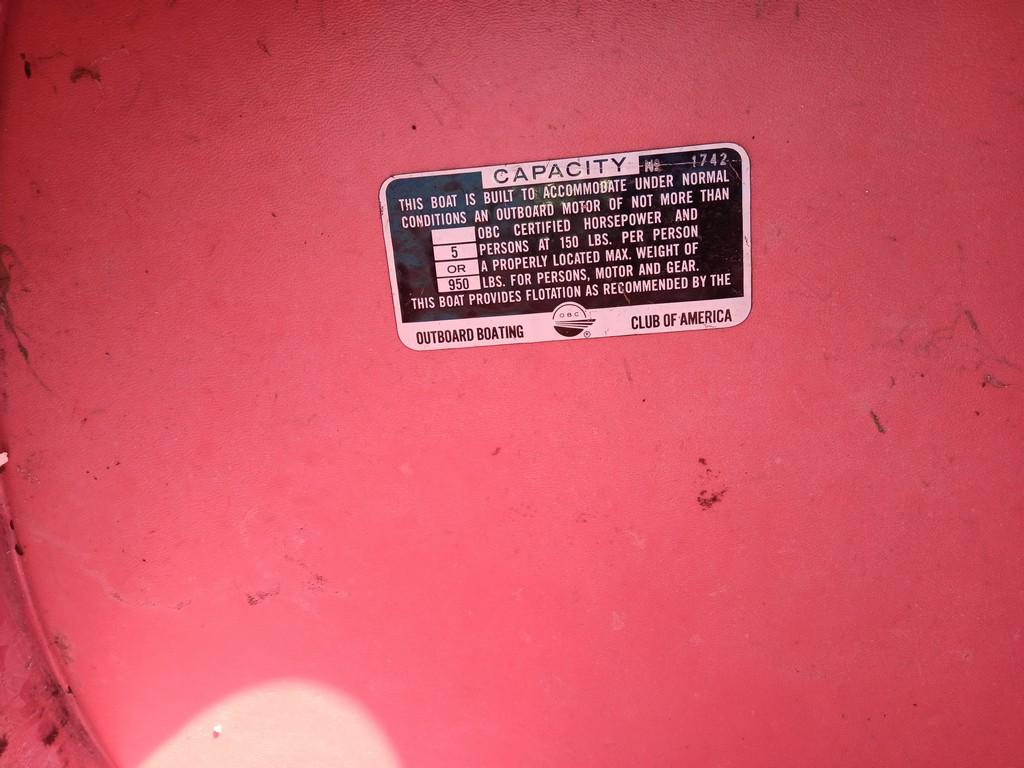 CAPACITY № 1742
THIS BOAT IS BUILT TO ACCOMMODATE UNDER NORMAL
CONDITIONS AN OUTBOARD MOTOR OF NOT MORE THAN
OBC CERTIFIED HORSEPOWER AND
5 PERSONS AT 150 LBS. PER PERSON
OR A PROPERLY LOCATED MAX. WEIGHT OF
950 LBS. FOR PERSONS, MOTOR AND GEAR.
THIS BOAT PROVIDES FLOTATION AS RECOMMENDED BY THE
OUTBOARD BOATING OBC ® CLUB OF AMERICA